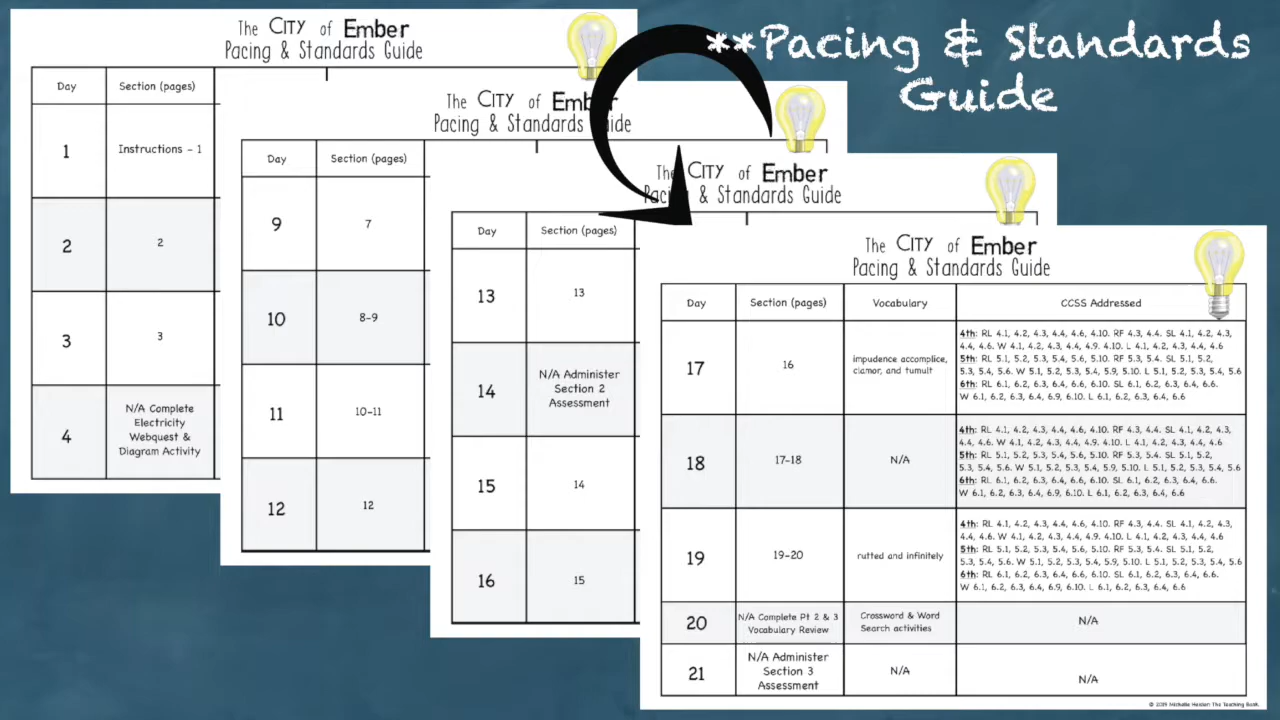 **Pacing & Standards
Guide
The CITY of Ember
Pacing & Standards Guide
Day Section (pages)
1 Instructions - 1
2 2
3 3
4 N/A Complete
Electricity
Webquest &
Diagram Activity
The CITY of Ember
Pacing & Standards Guide
Day Section (pages)
9 7
10 8-9
11 10-11
12 12
The CITY of Ember
Pacing & Standards Guide
Day Section (pages)
13 13
14 N/A Administer
Section 2
Assessment
15 14
16 15
The CITY of Ember
Pacing & Standards Guide
Day Section (pages) Vocabulary CCSS Addressed
17 16 impudence accomplice,
clamor, and tumult
4th: RL 4.1, 4.2, 4.3, 4.4, 4.6, 4.10. RF 4.3, 4.4. SL 4.1, 4.2, 4.3,
4.4, 4.6. W 4.1, 4.2, 4.3, 4.4, 4.9. 4.10. L 4.1, 4.2, 4.3, 4.4, 4.6
5th: RL 5.1, 5.2, 5.3, 5.4, 5.6, 5.10. RF 5.3, 5.4. SL 5.1, 5.2,
5.3, 5.4, 5.6. W 5.1, 5.2, 5.3, 5.4, 5.9, 5.10. L 5.1, 5.2, 5.3, 5.4, 5.6
6th: RL 6.1, 6.2, 6.3, 6.4, 6.6, 6.10. SL 6.1, 6.2, 6.3, 6.4, 6.6.
W 6.1, 6.2, 6.3, 6.4, 6.9, 6.10. L 6.1, 6.2, 6.3, 6.4, 6.6
18 17-18 N/A
4th: RL 4.1, 4.2, 4.3, 4.4, 4.6, 4.10. RF 4.3, 4.4. SL 4.1, 4.2, 4.3,
4.4, 4.6. W 4.1, 4.2, 4.3, 4.4, 4.9. 4.10. L 4.1, 4.2, 4.3, 4.4, 4.6
5th: RL 5.1, 5.2, 5.3, 5.4, 5.6, 5.10. RF 5.3, 5.4. SL 5.1, 5.2,
5.3, 5.4, 5.6. W 5.1, 5.2, 5.3, 5.4, 5.9, 5.10. L 5.1, 5.2, 5.3, 5.4, 5.6
6th: RL 6.1, 6.2, 6.3, 6.4, 6.6, 6.10. SL 6.1, 6.2, 6.3, 6.4, 6.6.
W 6.1, 6.2, 6.3, 6.4, 6.9, 6.10. L 6.1, 6.2, 6.3, 6.4, 6.6
19 19-20 rutted and infinitely
4th: RL 4.1, 4.2, 4.3, 4.4, 4.6, 4.10. RF 4.3, 4.4. SL 4.1, 4.2, 4.3,
4.4, 4.6. W 4.1, 4.2, 4.3, 4.4, 4.9. 4.10. L 4.1, 4.2, 4.3, 4.4, 4.6
5th: RL 5.1, 5.2, 5.3, 5.4, 5.6, 5.10. RF 5.3, 5.4. SL 5.1, 5.2,
5.3, 5.4, 5.6. W 5.1, 5.2, 5.3, 5.4, 5.9, 5.10. L 5.1, 5.2, 5.3, 5.4, 5.6
6th: RL 6.1, 6.2, 6.3, 6.4, 6.6, 6.10. SL 6.1, 6.2, 6.3, 6.4, 6.6.
W 6.1, 6.2, 6.3, 6.4, 6.9, 6.10. L 6.1, 6.2, 6.3, 6.4, 6.6
20 N/A Complete Pt 2 & 3
Vocabulary Review
Crossword & Word
Search activities
N/A
21 N/A Administer
Section 3
Assessment
N/A N/A
© 2019 Michelle The Teaching Book.